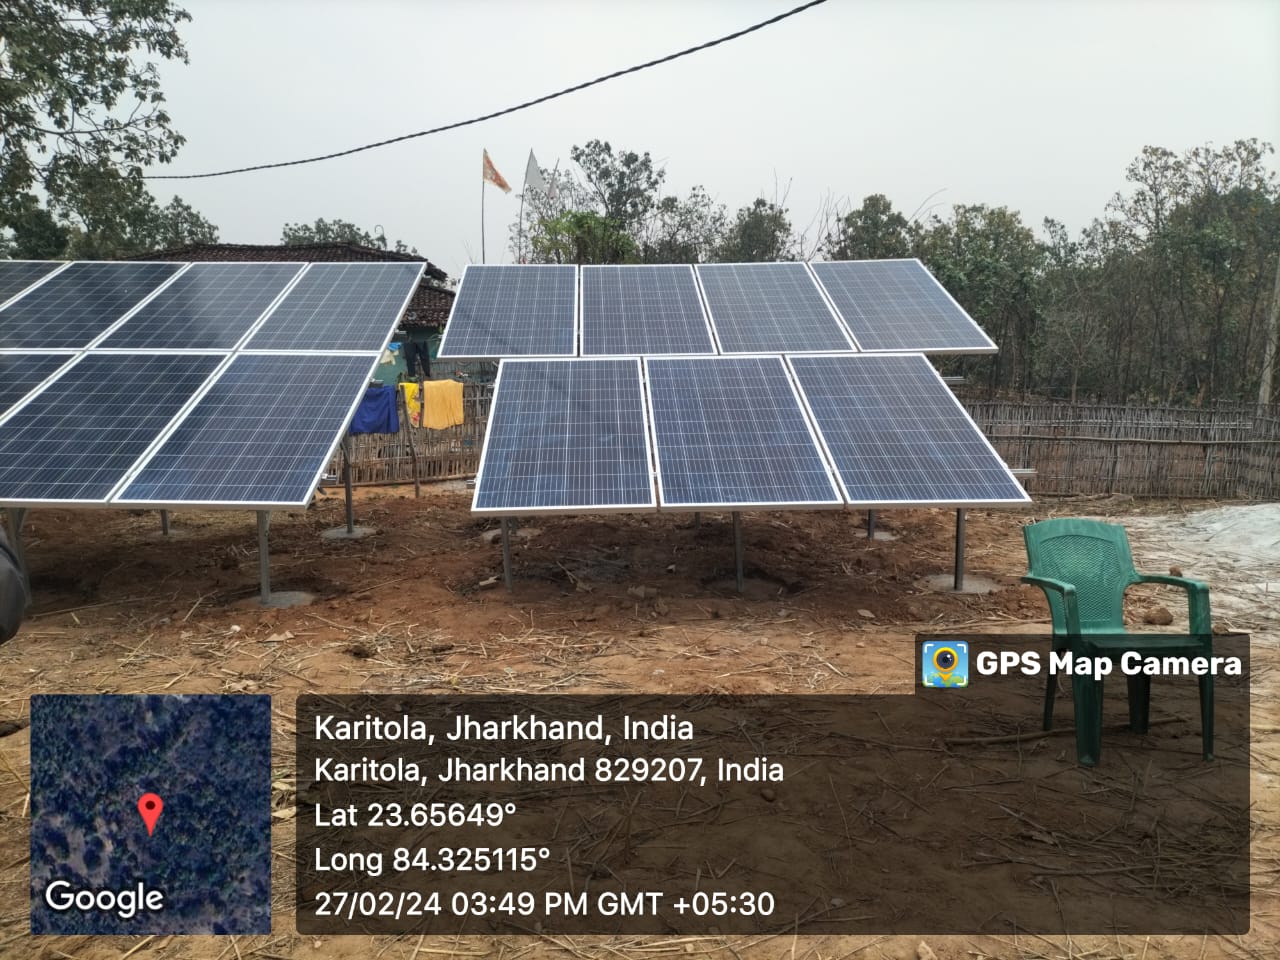 GPS Map Camera
Karitola, Jharkhand, India
Karitola, Jharkhand 829207, India
Lat 23.65649°
Long 84.325115°
27/02/24 03:49 PM GMT +05:30
Google